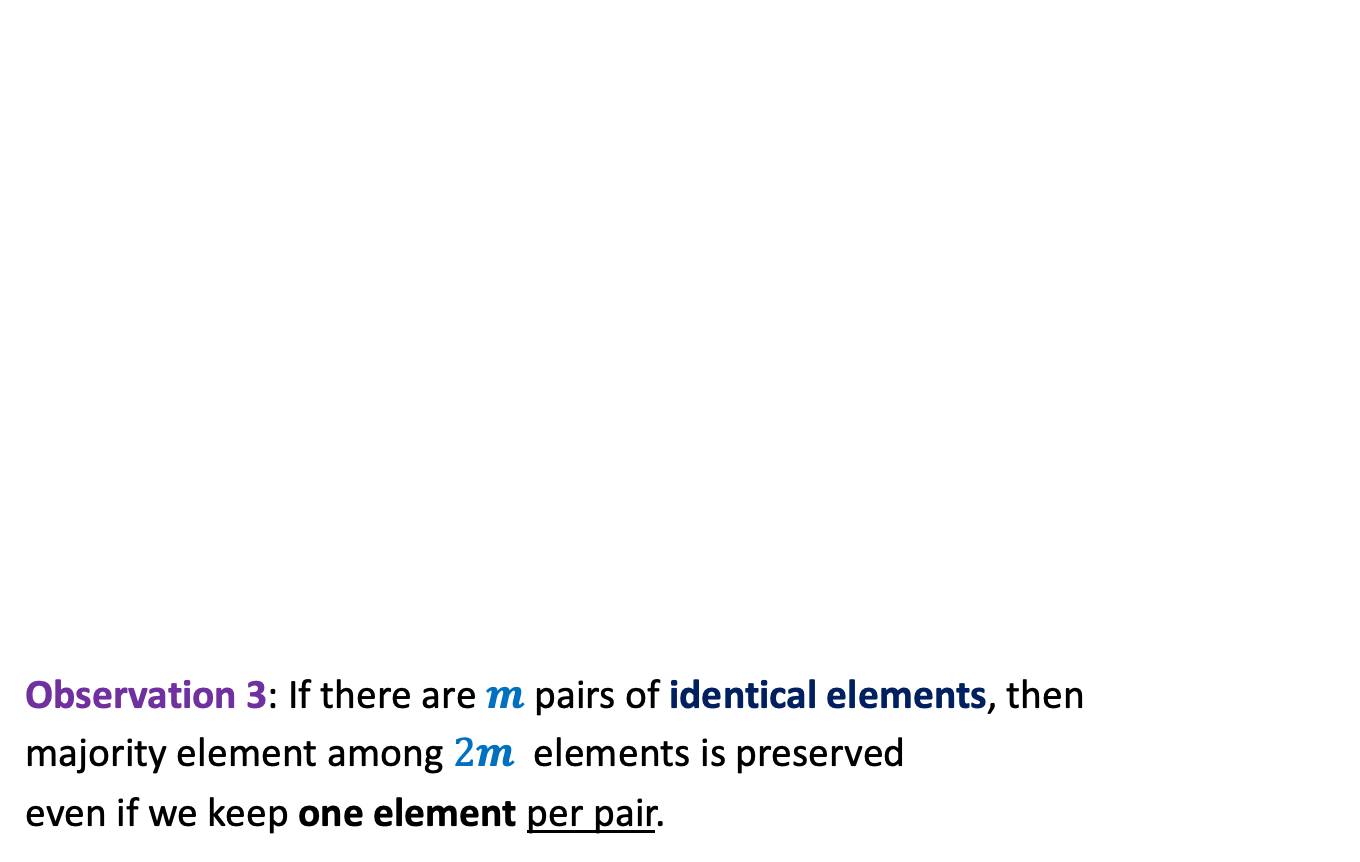 Observation 3: If there are m pairs of identical elements, then
majority element among 2m elements is preserved
even if we keep one element per pair.